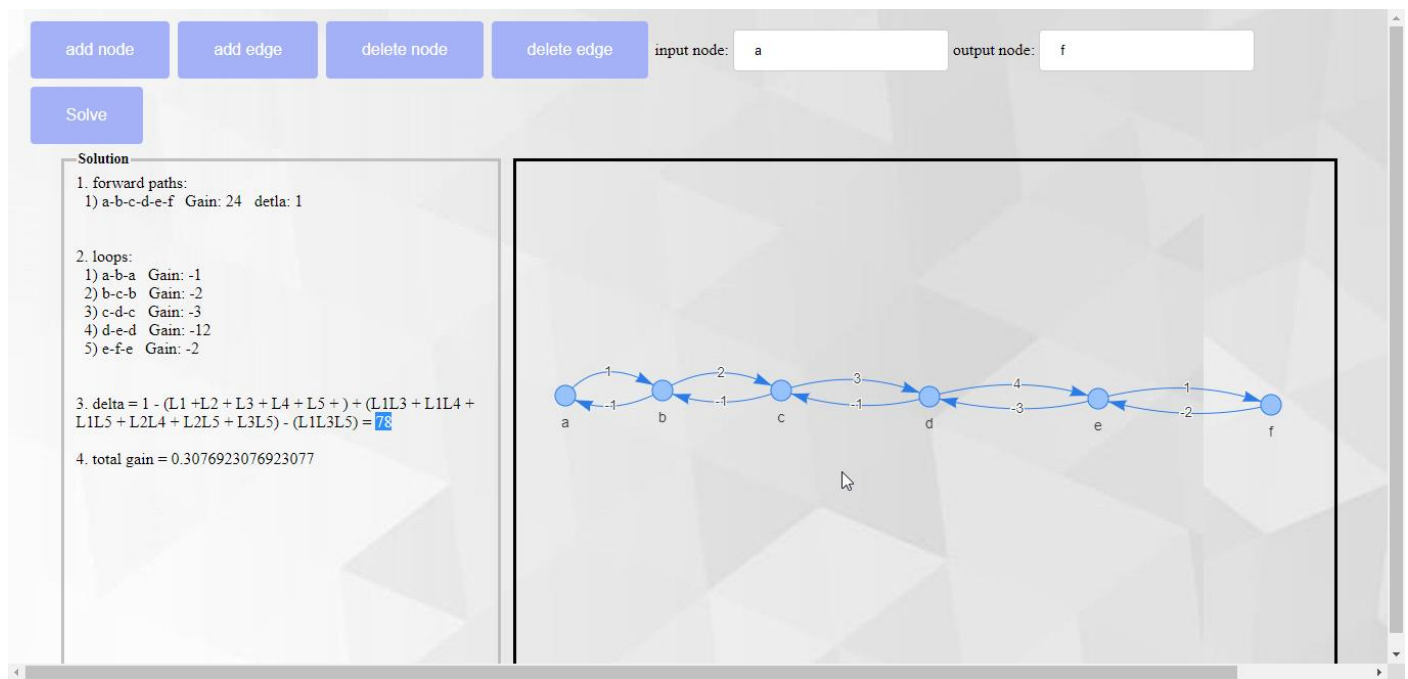 add node
add edge
delete node
delete edge
input node: a
output node: f
Solve
Solution
1. forward paths:
1) a-b-c-d-e-f Gain: 24 detla: 1
2. loops:
1) a-b-a Gain: -1
2) b-c-b Gain: -2
3) c-d-c Gain: -3
4) d-e-d Gain: -12
5) e-f-e Gain: -2
3. delta = 1 - (L1 +L2 + L3 + L4 + L5 + ) + (L1L3 + L1L4 +
L1L5 + L2L4 + L2L5 + L3L5) - (L1L3L5) = 78
4. total gain = 0.3076923076923077
1
2
3
4
1
-1
-1
-1
-3
-2
a
b
c
d
e
f